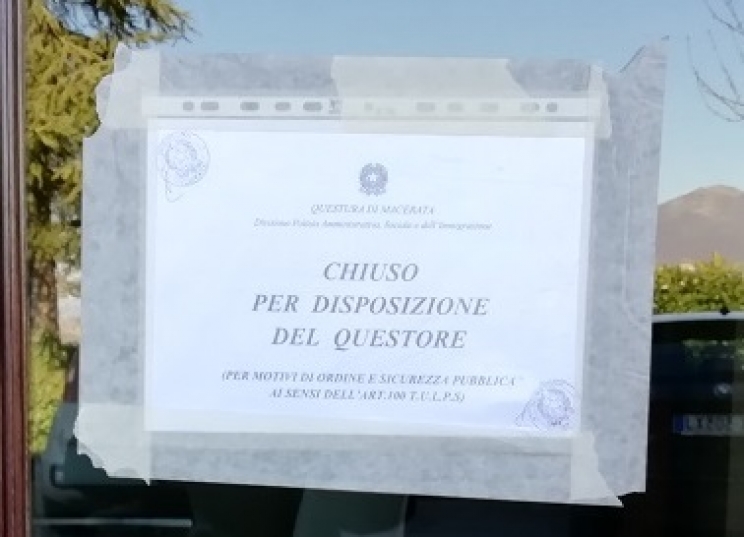 QUESTURA DI MACERATA
Divisione Polizia Amministrativa, Sociale e dell'Immigrazione
CHIUSO
PER DISPOSIZIONE
DEL QUESTORE
(PER MOTIVI DI ORDINE E SICUREZZA PUBBLICA
AI SENSI DELL'ART.100 T.U.L.P.S)